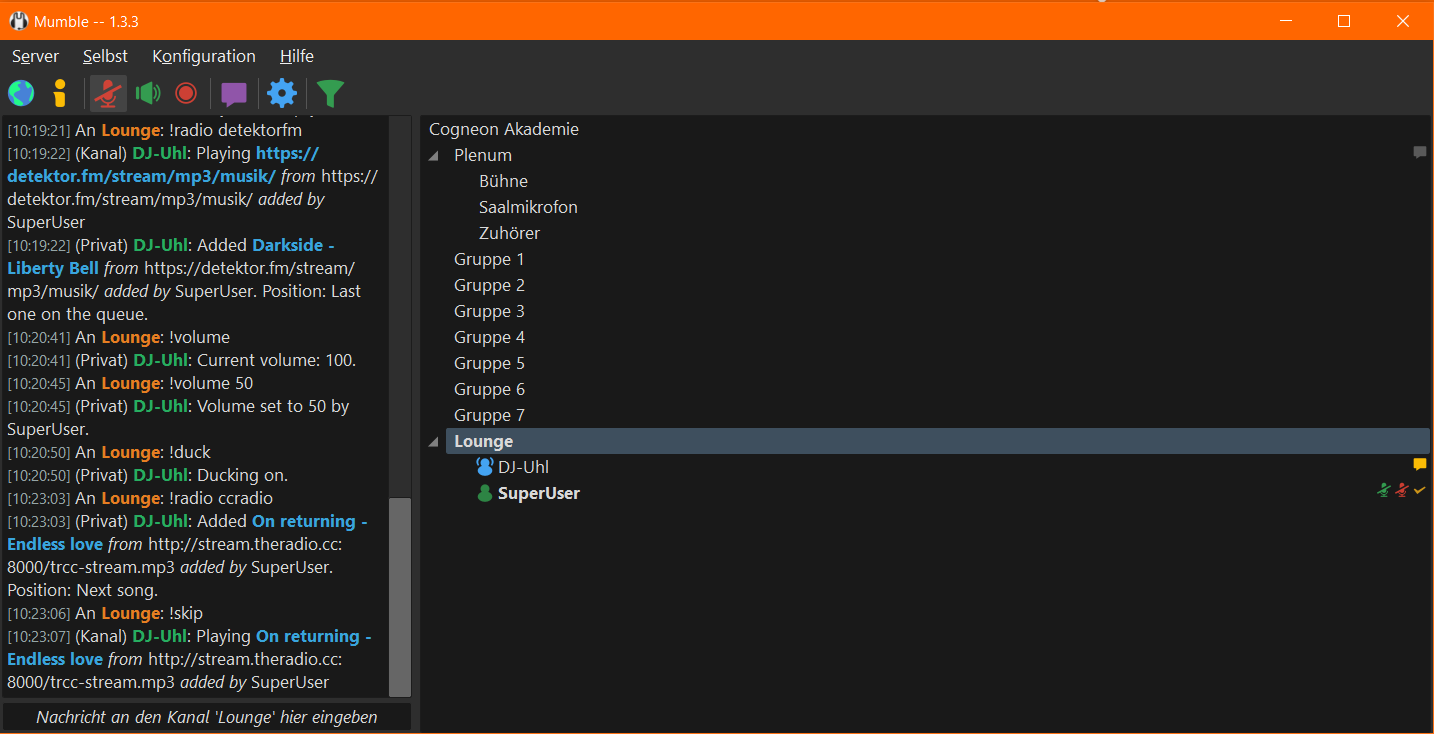 Mumble -- 1.3.3
Server Selbst Konfiguration Hilfe
[10:19:21] An Lounge: !radio detektorfm
[10:19:22] (Kanal) DJ-Uhl: Playing https://
detektor.fm/stream/mp3/musik/ from https://
detektor.fm/stream/mp3/musik/ added by
SuperUser
[10:19:22] (Privat) DJ-Uhl: Added Darkside -
Liberty Bell from https://detektor.fm/stream/
mp3/musik/ added by SuperUser. Position: Last
one on the queue.
[10:20:41] An Lounge: !volume
[10:20:41] (Privat) DJ-Uhl: Current volume: 100.
[10:20:45] An Lounge: !volume 50
[10:20:45] (Privat) DJ-Uhl: Volume set to 50 by
SuperUser.
[10:20:50] An Lounge: !duck
[10:20:50] (Privat) DJ-Uhl: Ducking on.
[10:23:03] An Lounge: !radio ccradio
[10:23:03] (Privat) DJ-Uhl: Added On returning -
Endless love from http://stream.theradio.cc:
8000/trcc-stream.mp3 added by SuperUser.
Position: Next song.
[10:23:06] An Lounge: !skip
[10:23:07] (Kanal) DJ-Uhl: Playing On returning -
Endless love from http://stream.theradio.cc:
8000/trcc-stream.mp3 added by SuperUser
Nachricht an den Kanal 'Lounge' hier eingeben
Cogneon Akademie
Plenum
Bühne
Saalmikrofon
Zuhörer
Gruppe 1
Gruppe 2
Gruppe 3
Gruppe 4
Gruppe 5
Gruppe 6
Gruppe 7
Lounge
DJ-Uhl
SuperUser